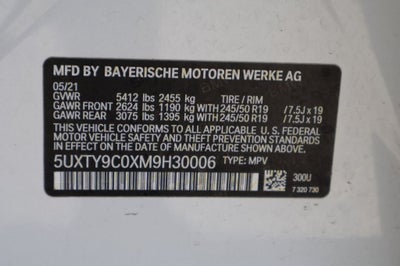 MFD BY BAYERISCHE MOTOREN WERKE AG
05/21
GVWR 5412 lbs 2455 kg TIRE / RIM
GAWR FRONT 2624 lbs 1190 kg WITH 245/50 R19 /7.5J x 19
GAWR REAR 3075 lbs 1395 kg WITH 245/50 R19 /7.5J x 19
THIS VEHICLE CONFORMS TO ALL APPLICABLE
FEDERAL MOTOR VEHICLE SAFETY, BUMPER,
AND THEFT PREVENTION STANDARDS IN EFFECT ON
THE DATE OF MANUFACTURE SHOWN ABOVE.
5UXTY9C0XM9H30006 TYPE: MPV
300U
7 320 730